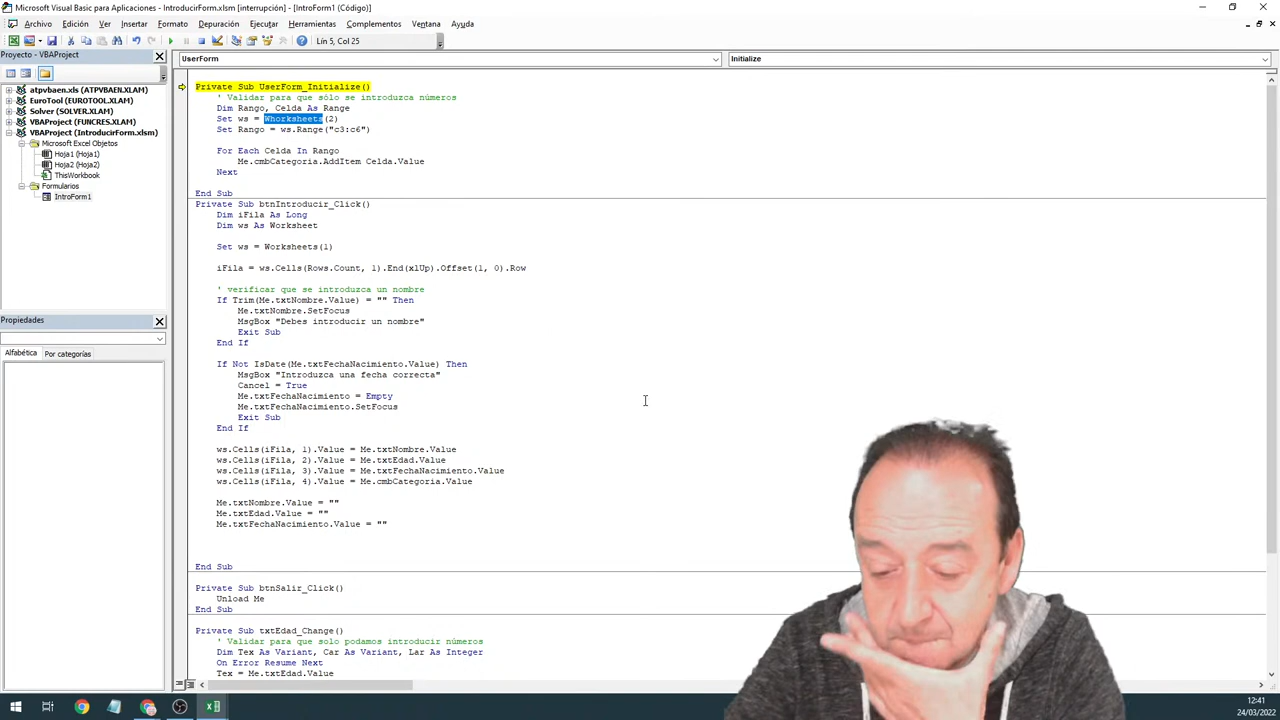 Microsoft Visual Basic para Aplicaciones - IntroducirForm.xlsm [interrupción] - [IntroForm1 (Código)]
Archivo Edición Ver Insertar Formato Depuración Ejecutar Herramientas Complementos Ventana Ayuda
Lín 5, Col 25
Proyecto - VBAProject
atpvbaen.xls (ATPVBAEN.XLAM)
EuroTool (EUROTOOL.XLAM)
Solver (SOLVER.XLAM)
VBAProject (FUNCRES.XLAM)
VBAProject (IntroducirForm.xlsm)
Microsoft Excel Objetos
Hoja1 (Hoja1)
Hoja2 (Hoja2)
ThisWorkbook
Formularios
IntroForm1
Propiedades
Alfabética Por categorías
UserForm Initialize
Private Sub UserForm_Initialize()
' Validar para que sólo se introduzca números
Dim Rango, Celda As Range
Set ws = Whorksheets(2)
Set Rango = ws.Range("c3:c6")
For Each Celda In Rango
Me.cmbCategoria.AddItem Celda.Value
Next
End Sub
Private Sub btnIntroducir_Click()
Dim iFila As Long
Dim ws As Worksheet
Set ws = Worksheets(1)
iFila = ws.Cells(Rows.Count, 1).End(xlUp).Offset(1, 0).Row
' verificar que se introduzca un nombre
If Trim(Me.txtNombre.Value) = "" Then
Me.txtNombre.SetFocus
MsgBox "Debes introducir un nombre"
Exit Sub
End If
If Not IsDate(Me.txtFechaNacimiento.Value) Then
MsgBox "Introduzca una fecha correcta"
Cancel = True
Me.txtFechaNacimiento = Empty
Me.txtFechaNacimiento.SetFocus
Exit Sub
End If
ws.Cells(iFila, 1).Value = Me.txtNombre.Value
ws.Cells(iFila, 2).Value = Me.txtEdad.Value
ws.Cells(iFila, 3).Value = Me.txtFechaNacimiento.Value
ws.Cells(iFila, 4).Value = Me.cmbCategoria.Value
Me.txtNombre.Value = ""
Me.txtEdad.Value = ""
Me.txtFechaNacimiento.Value = ""
End Sub
Private Sub btnSalir_Click()
Unload Me
End Sub
Private Sub txtEdad_Change()
' Validar para que solo podamos introducir números
Dim Tex As Variant, Car As Variant, Lar As Integer
On Error Resume Next
Tex = Me.txtEdad.Value
12:41
24/03/2022